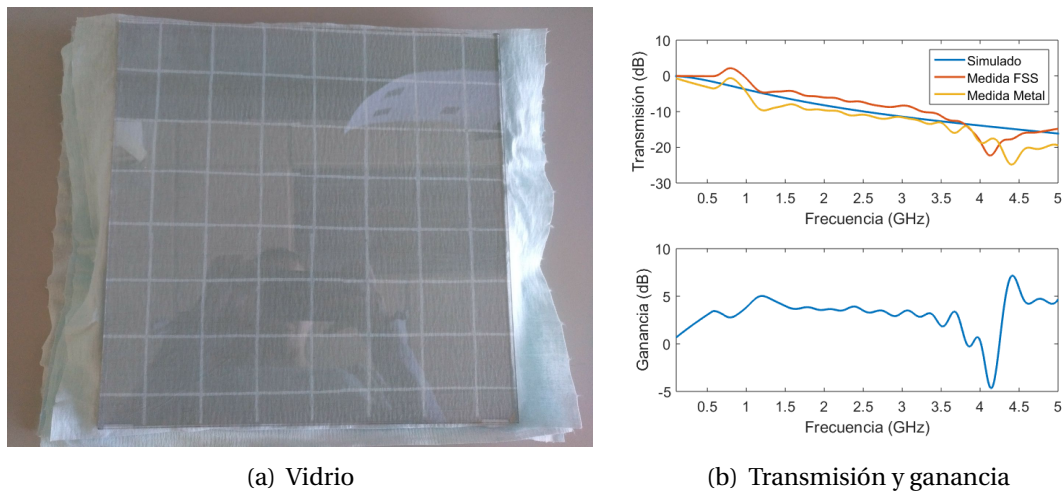 10
0
-10
-20
-30
Transmisión (dB)
Simulado
Medida FSS
Medida Metal
0.5 1 1.5 2 2.5 3 3.5 4 4.5 5
Frecuencia (GHz)
10
5
0
-5
Ganancia (dB)
0.5 1 1.5 2 2.5 3 3.5 4 4.5 5
Frecuencia (GHz)
(a) Vidrio
(b) Transmisión y ganancia